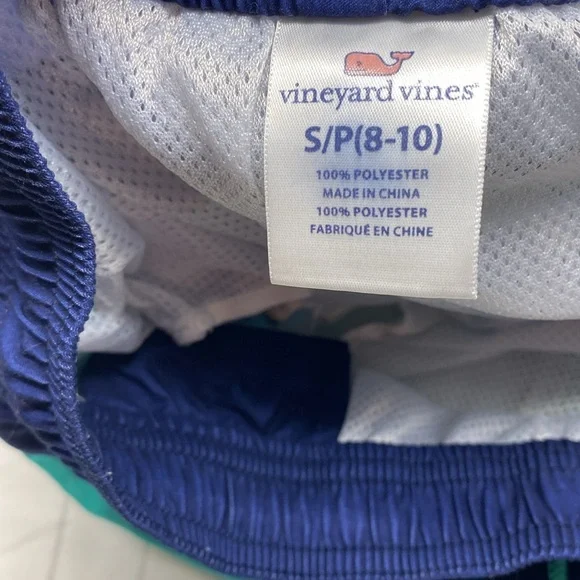 vineyard vines
S/P(8-10)
100% POLYESTER
MADE IN CHINA
100% POLYESTER
FABRIQUÉ EN CHINE